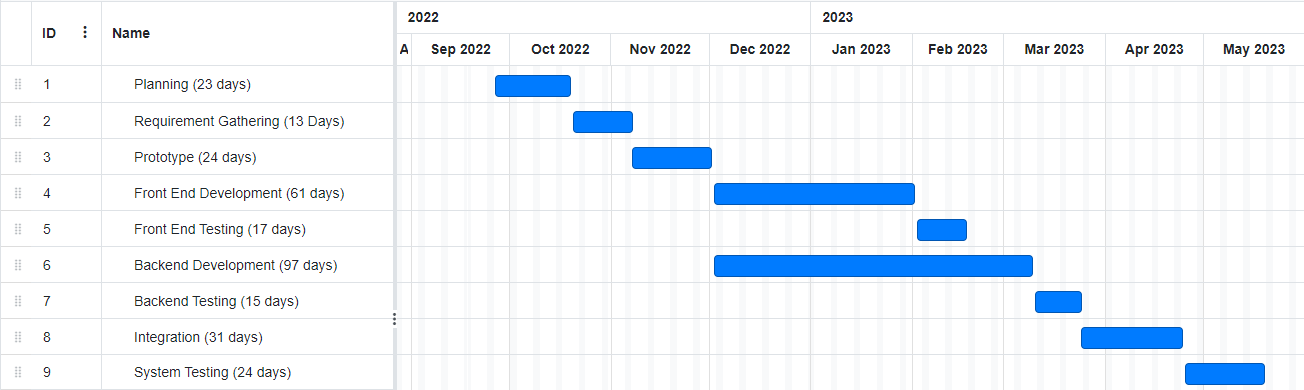 2022 2023
ID Name A Sep 2022 Oct 2022 Nov 2022 Dec 2022 Jan 2023 Feb 2023 Mar 2023 Apr 2023 May 2023
1 Planning (23 days)
2 Requirement Gathering (13 Days)
3 Prototype (24 days)
4 Front End Development (61 days)
5 Front End Testing (17 days)
6 Backend Development (97 days)
7 Backend Testing (15 days)
8 Integration (31 days)
9 System Testing (24 days)